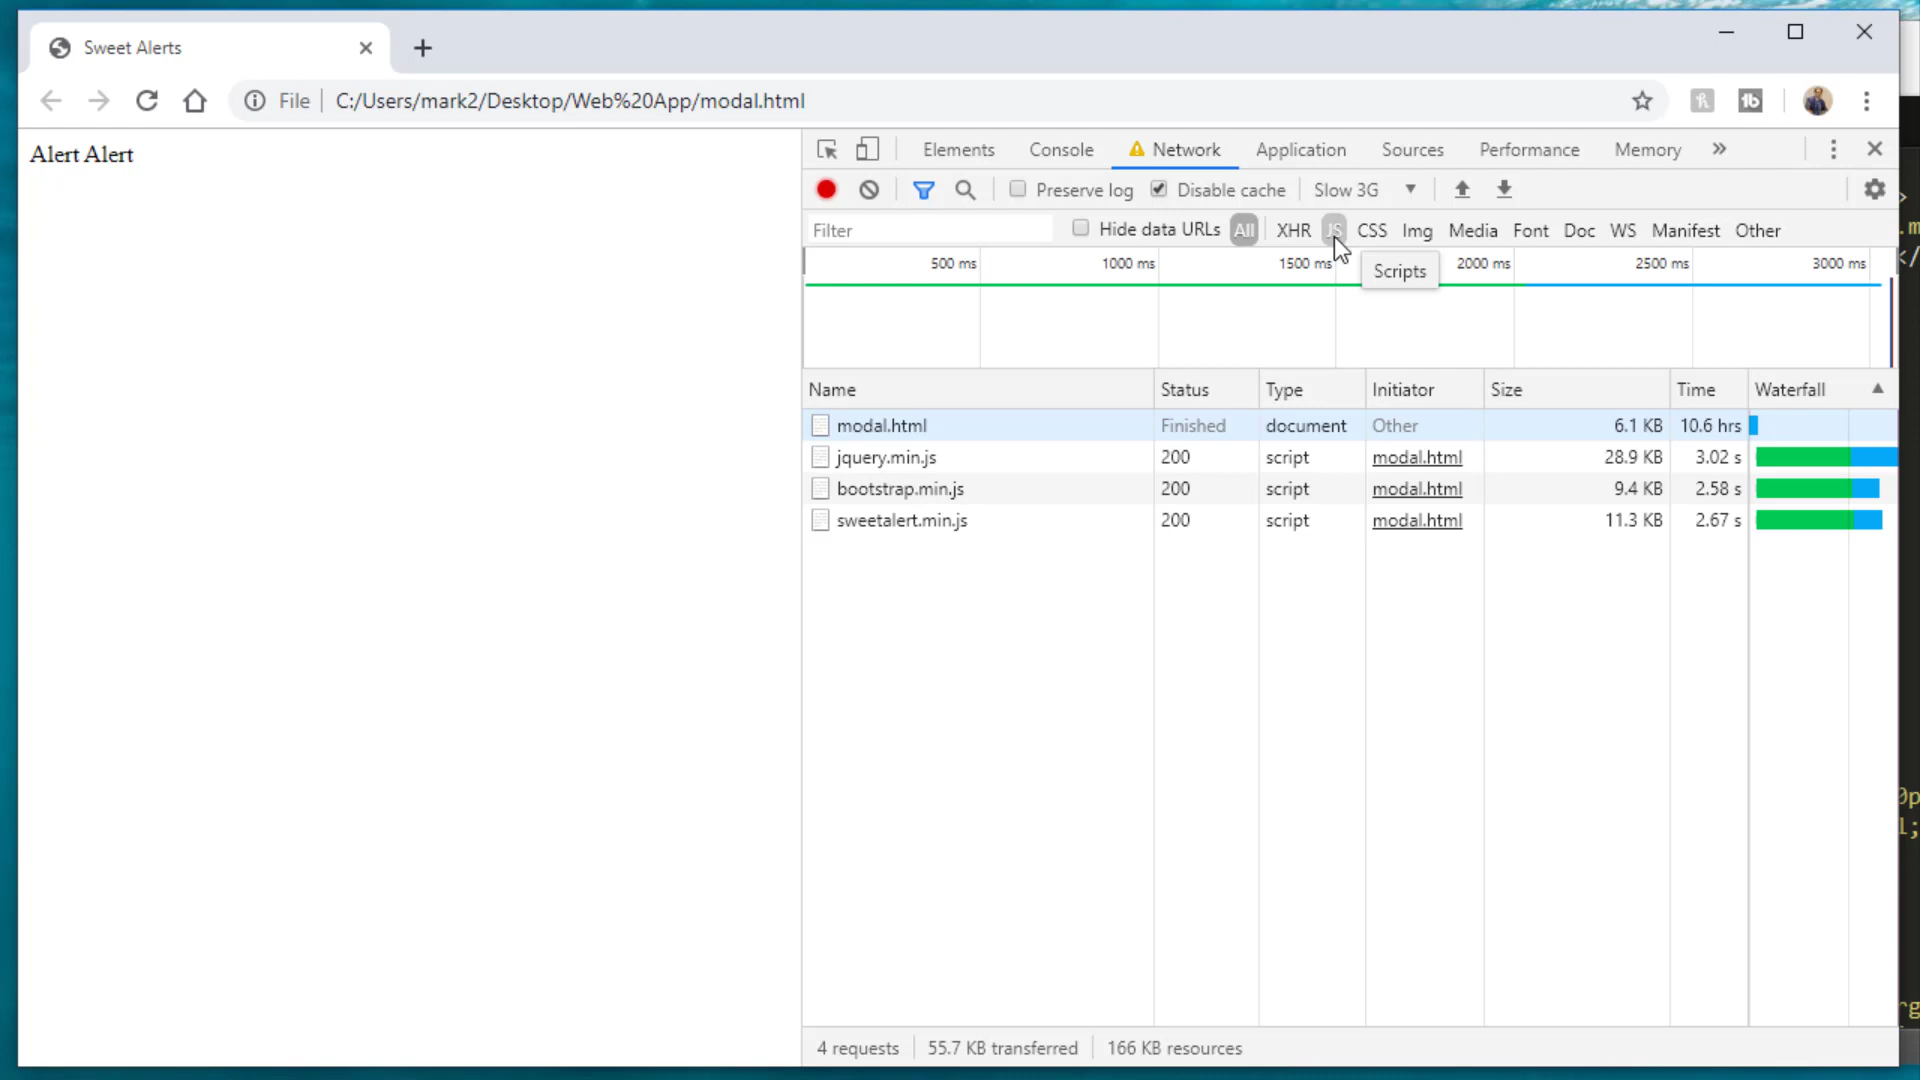 Sweet Alerts
File C:/Users/mark2/Desktop/Web%20App/modal.html
Alert Alert
Elements Console Network Application Sources Performance Memory »
Preserve log Disable cache Slow 3G
Filter Hide data URLs All XHR JS CSS Img Media Font Doc WS Manifest Other
500 ms 1000 ms 1500 ms 2000 ms 2500 ms 3000 ms
Scripts
Name Status Type Initiator Size Time Waterfall
modal.html Finished document Other 6.1 KB 10.6 hrs
jquery.min.js 200 script modal.html 28.9 KB 3.02 s
bootstrap.min.js 200 script modal.html 9.4 KB 2.58 s
sweetalert.min.js 200 script modal.html 11.3 KB 2.67 s
4 requests 55.7 KB transferred 166 KB resources